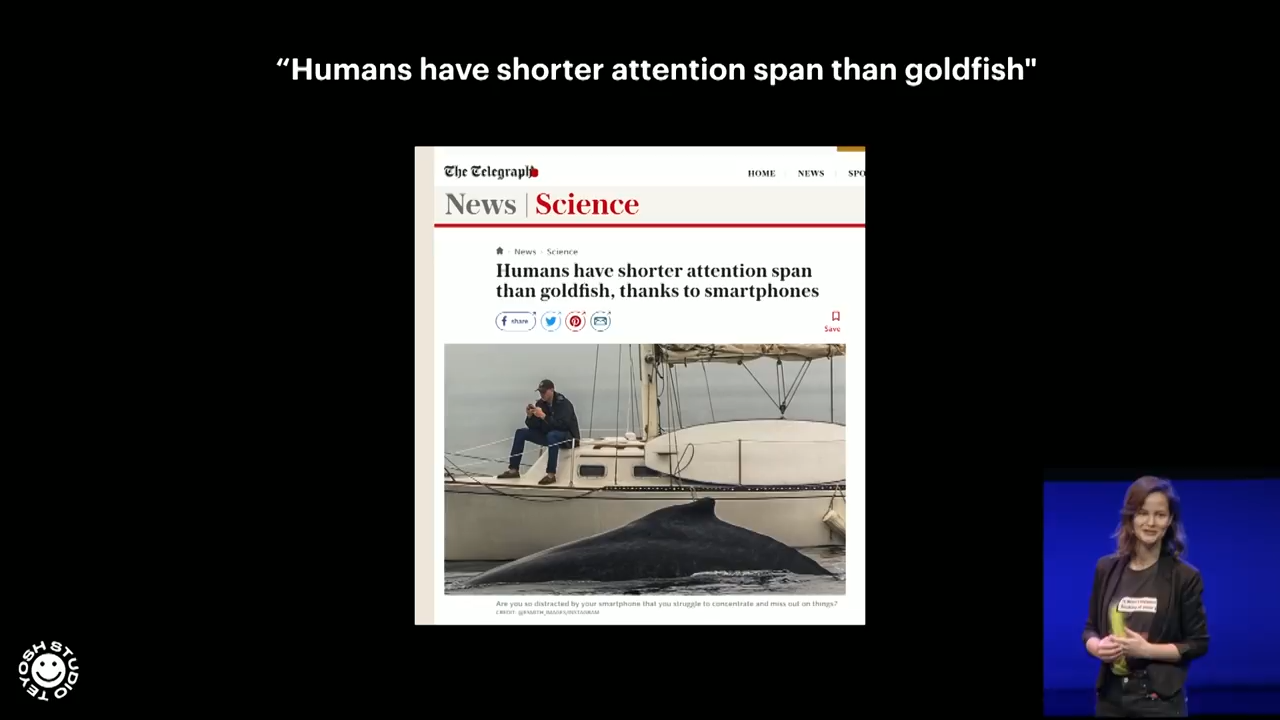 “Humans have shorter attention span than goldfish"
The Telegraph
HOME NEWS SPO
News | Science
News · Science
Humans have shorter attention span
than goldfish, thanks to smartphones
share
Save
Are you so distracted by your smartphone that you struggle to concentrate and miss out on things?
TEYOSH STUDIO